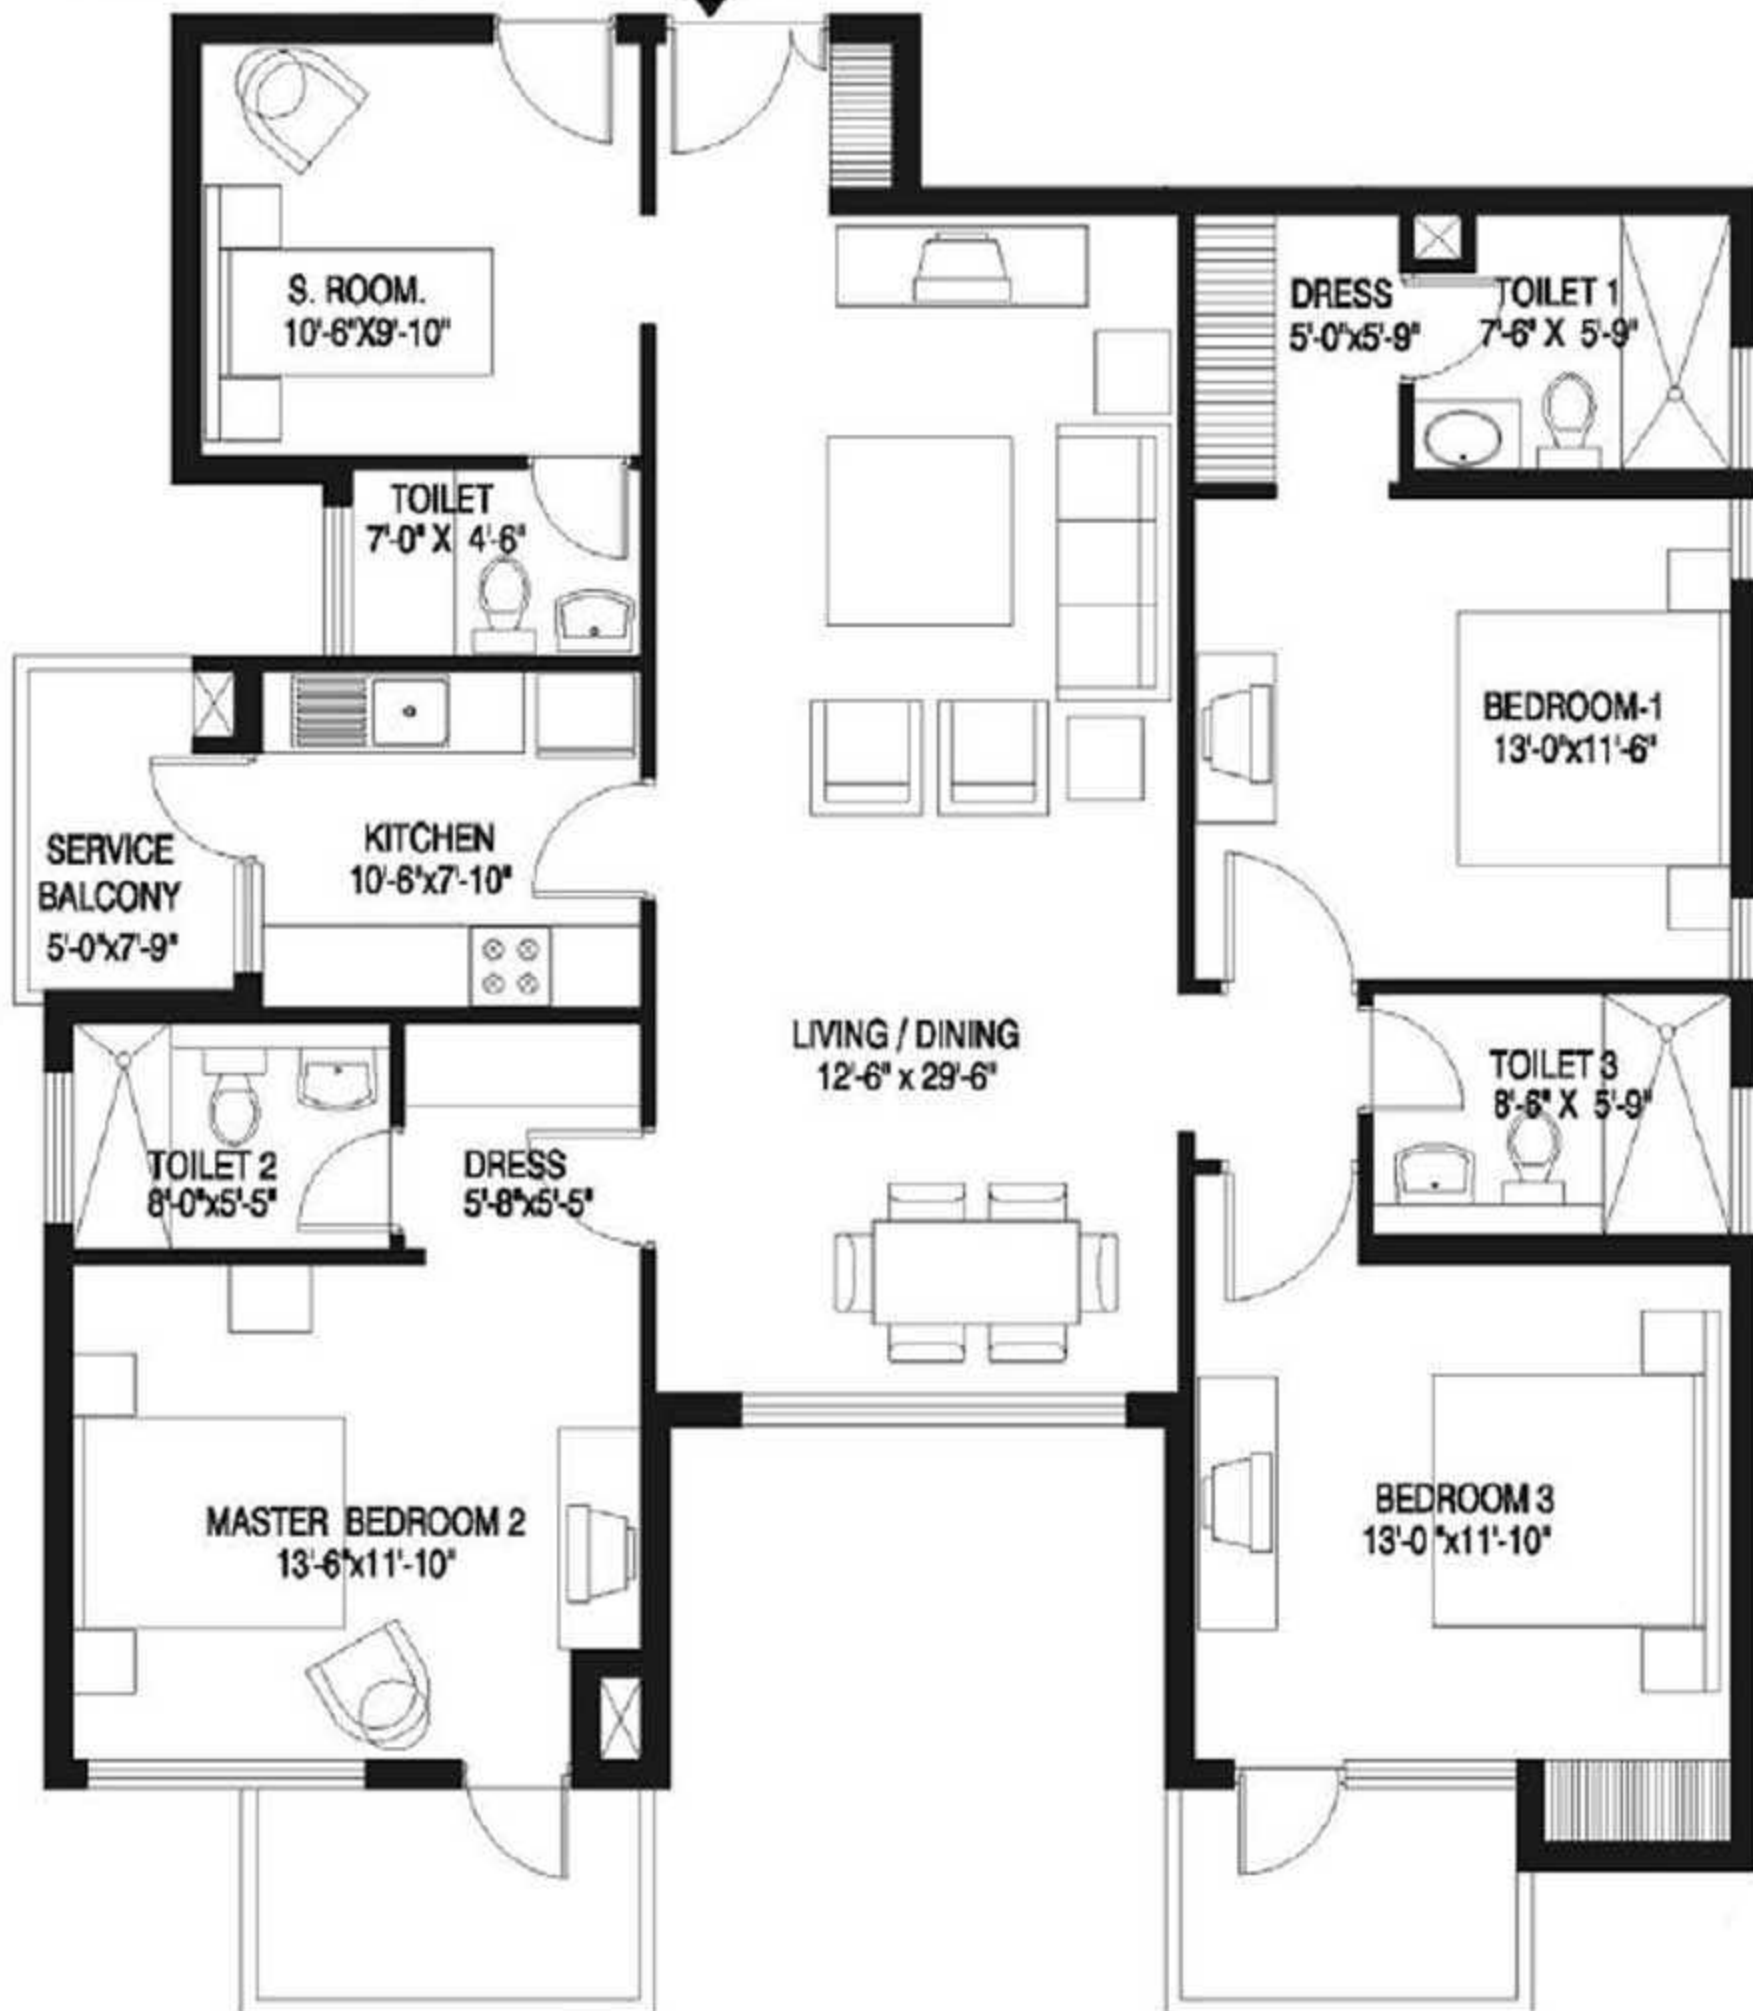 S. ROOM.
10'-6"X9'-10"
DRESS
5'-0"x5'-9"
TOILET 1
7'-6" X 5'-9"
TOILET
7'-0" X 4'-6"
BEDROOM-1
13'-0"x11'-6"
SERVICE
BALCONY
5'-0"x7'-9"
KITCHEN
10'-6"x7'-10"
LIVING / DINING
12'-6" x 29'-6"
TOILET 3
8'-6" X 5'-9"
TOILET 2
8'-0"x5'-5"
DRESS
5'-8"x5'-5"
MASTER BEDROOM 2
13'-6"x11'-10"
BEDROOM 3
13'-0 "x11'-10"